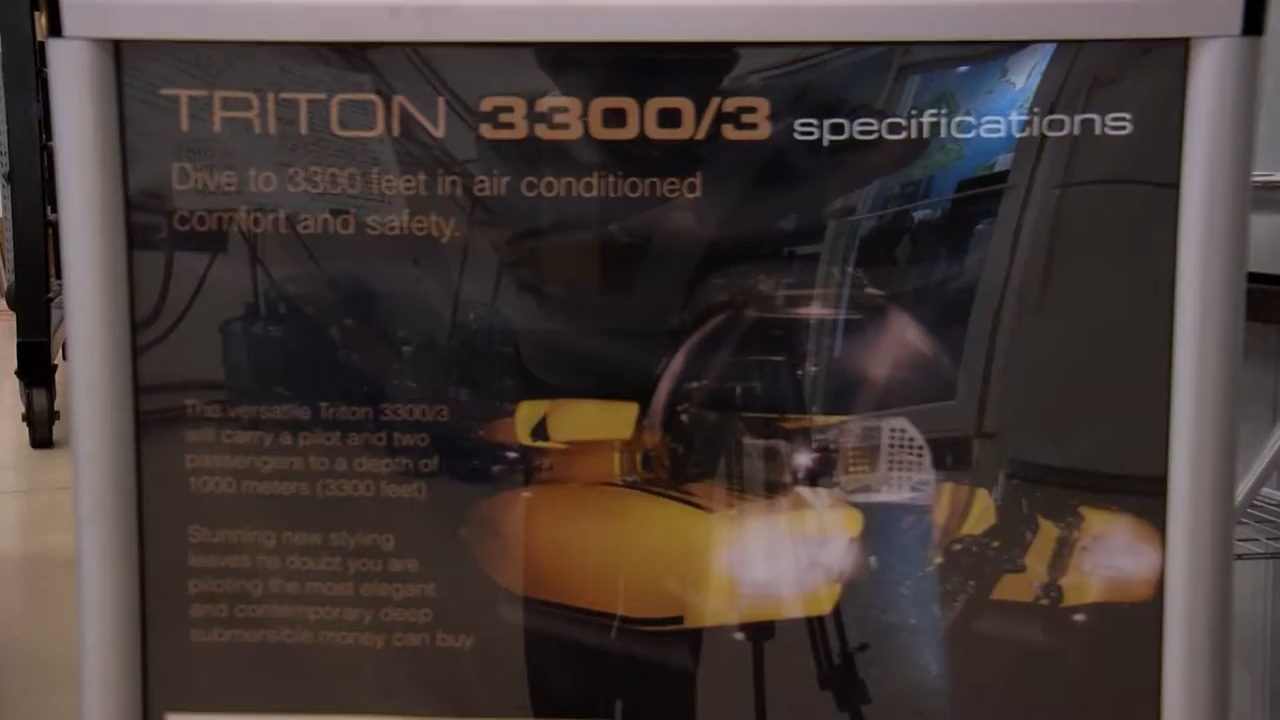 TRITON 3300/3 specifications
Dive to 3300 feet in air conditioned
comfort and safety.
The versatile Triton 3300/3
will carry a pilot and two
passengers to a depth of
1000 meters (3300 feet)
Stunning new styling
leaves no doubt you are
piloting the most elegant
and contemporary deep
submersible money can buy